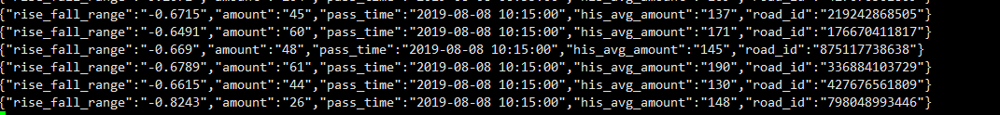 {"rise_fall_range":"-0.6715","amount":"45","pass_time":"2019-08-08 10:15:00","his_avg_amount":"137","road_id":"219242868505"}
{"rise_fall_range":"-0.6491","amount":"60","pass_time":"2019-08-08 10:15:00","his_avg_amount":"171","road_id":"176670411817"}
{"rise_fall_range":"-0.669","amount":"48","pass_time":"2019-08-08 10:15:00","his_avg_amount":"145","road_id":"875117738638"}
{"rise_fall_range":"-0.6789","amount":"61","pass_time":"2019-08-08 10:15:00","his_avg_amount":"190","road_id":"336884103729"}
{"rise_fall_range":"-0.6615","amount":"44","pass_time":"2019-08-08 10:15:00","his_avg_amount":"130","road_id":"427676561809"}
{"rise_fall_range":"-0.8243","amount":"26","pass_time":"2019-08-08 10:15:00","his_avg_amount":"148","road_id":"798048993446"}